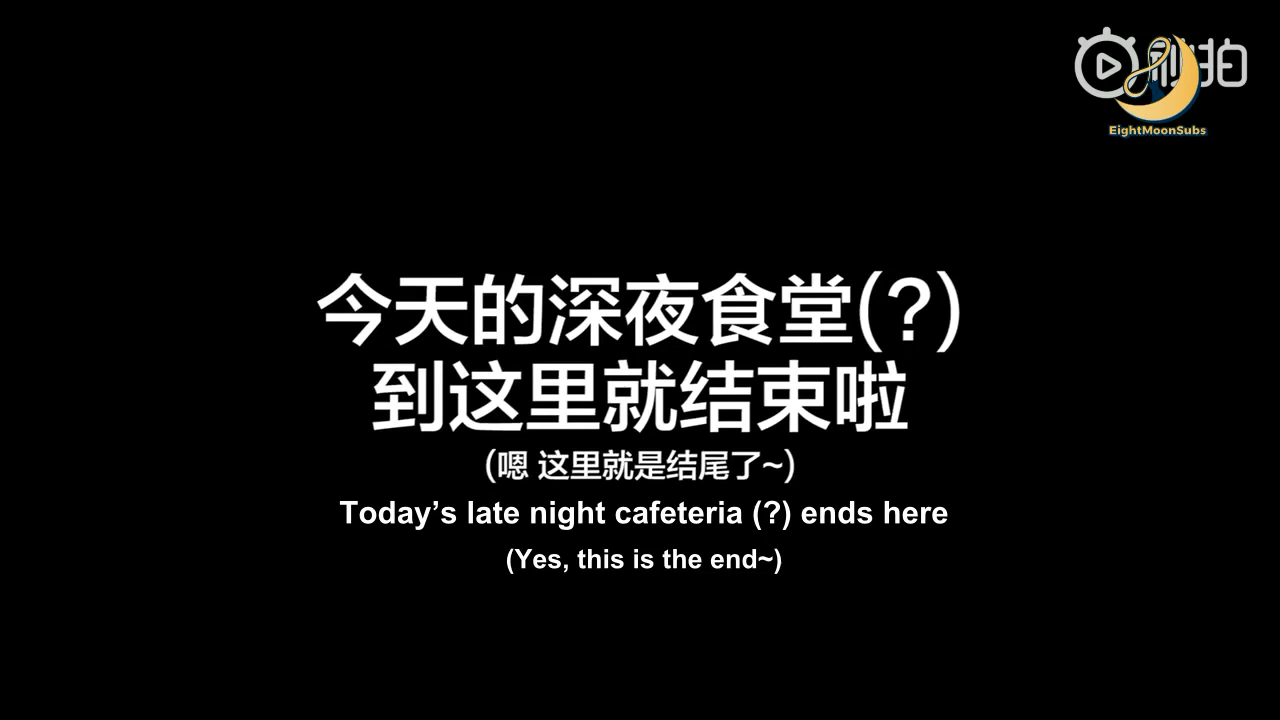 秒拍
EightMoonSubs
今天的深夜食堂(?)
到这里就结束啦
(嗯 这里就是结尾了~)
Today’s late night cafeteria (?) ends here
(Yes, this is the end~)